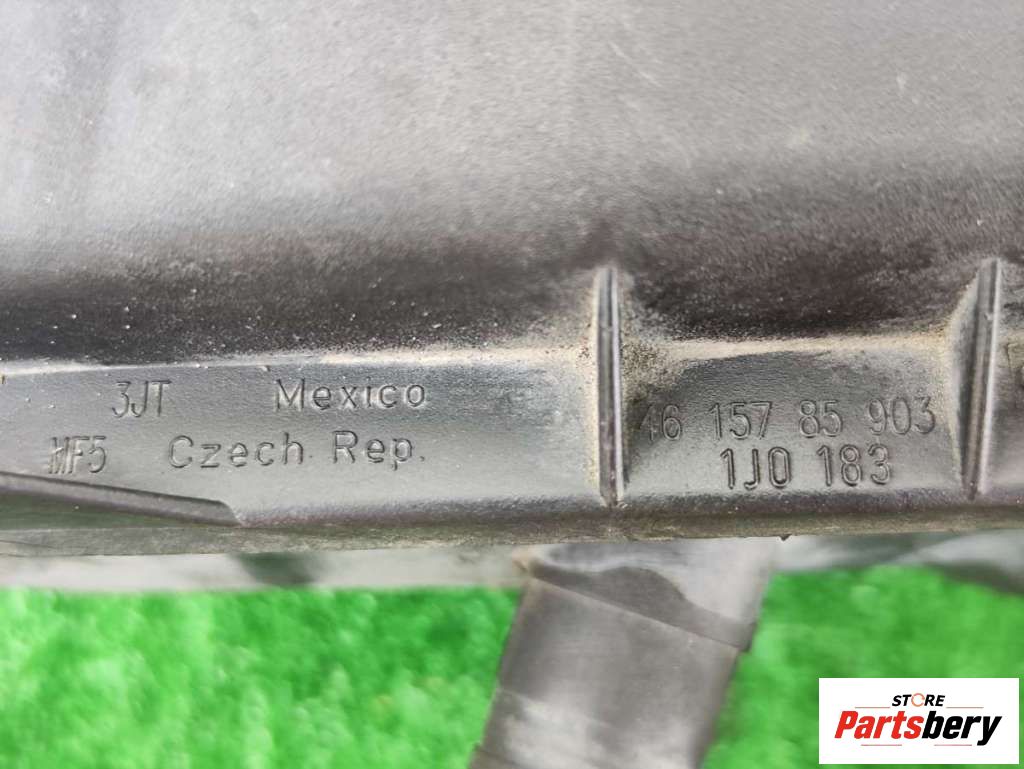 3JT Mexico
MF5 Czech Rep.
46 157 85 903
1J0 183
STORE
Partsbery